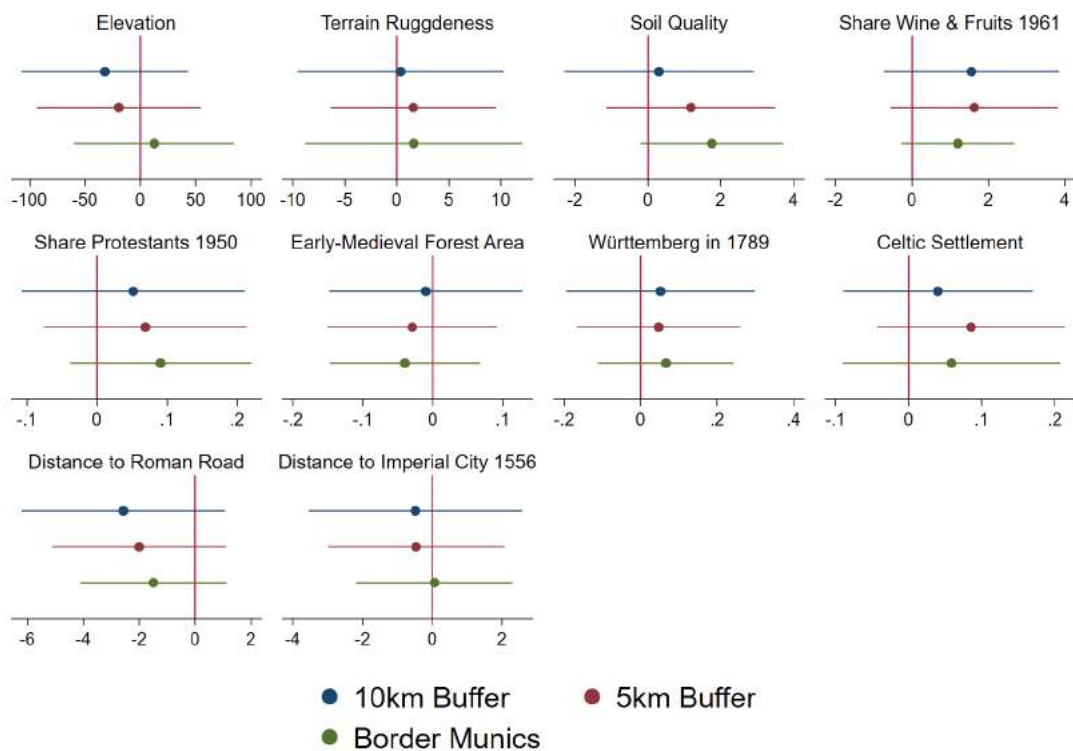 Elevation
Terrain Ruggdeness
Soil Quality
Share Wine & Fruits 1961
-100 -50 0 50 100
-10 -5 0 5 10
-2 0 2 4
-2 0 2 4
Share Protestants 1950
Early-Medieval Forest Area
Württemberg in 1789
Celtic Settlement
-.1 0 .1 .2
-.2 -.1 0 .1
-.2 0 .2 .4
-.1 0 .1 .2
Distance to Roman Road
Distance to Imperial City 1556
-6 -4 -2 0 2
-4 -2 0 2
10km Buffer
5km Buffer
Border Munics